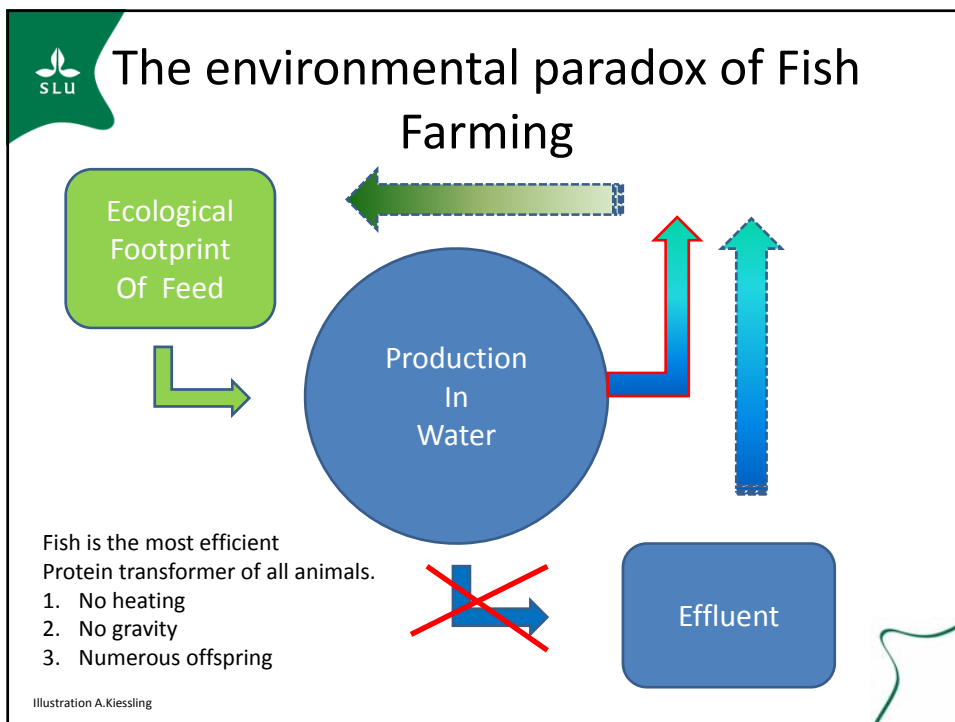 SLU
The environmental paradox of Fish
Farming
Ecological
Footprint
Of Feed
Production
In
Water
Fish is the most efficient
Protein transformer of all animals.
1. No heating
2. No gravity
3. Numerous offspring
Effluent
Illustration A.Kiessling